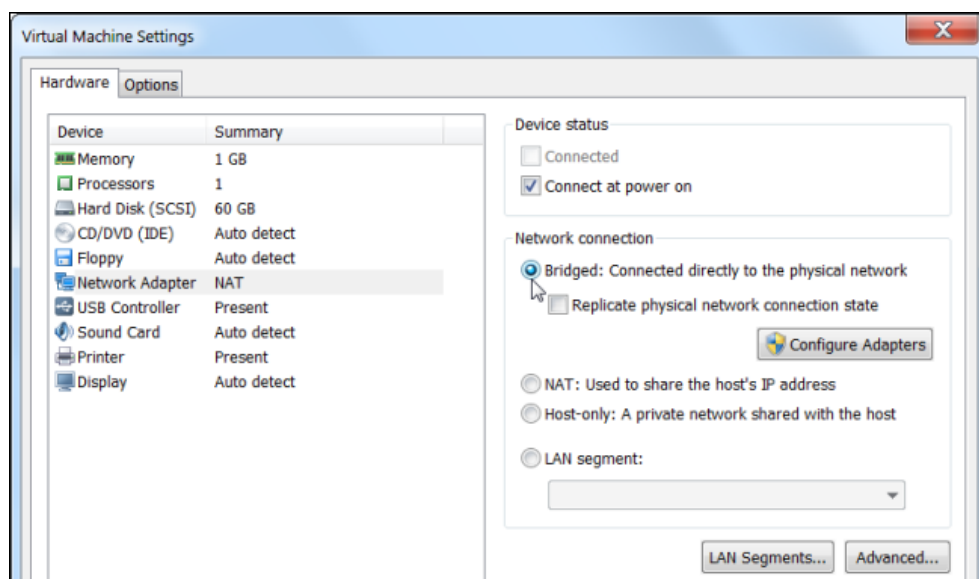 Virtual Machine Settings
Hardware Options
Device Summary
Memory 1 GB
Processors 1
Hard Disk (SCSI) 60 GB
CD/DVD (IDE) Auto detect
Floppy Auto detect
Network Adapter NAT
USB Controller Present
Sound Card Auto detect
Printer Present
Display Auto detect
Device status
Connected
Connect at power on
Network connection
Bridged: Connected directly to the physical network
Replicate physical network connection state
Configure Adapters
NAT: Used to share the host's IP address
Host-only: A private network shared with the host
LAN segment:
LAN Segments... Advanced...